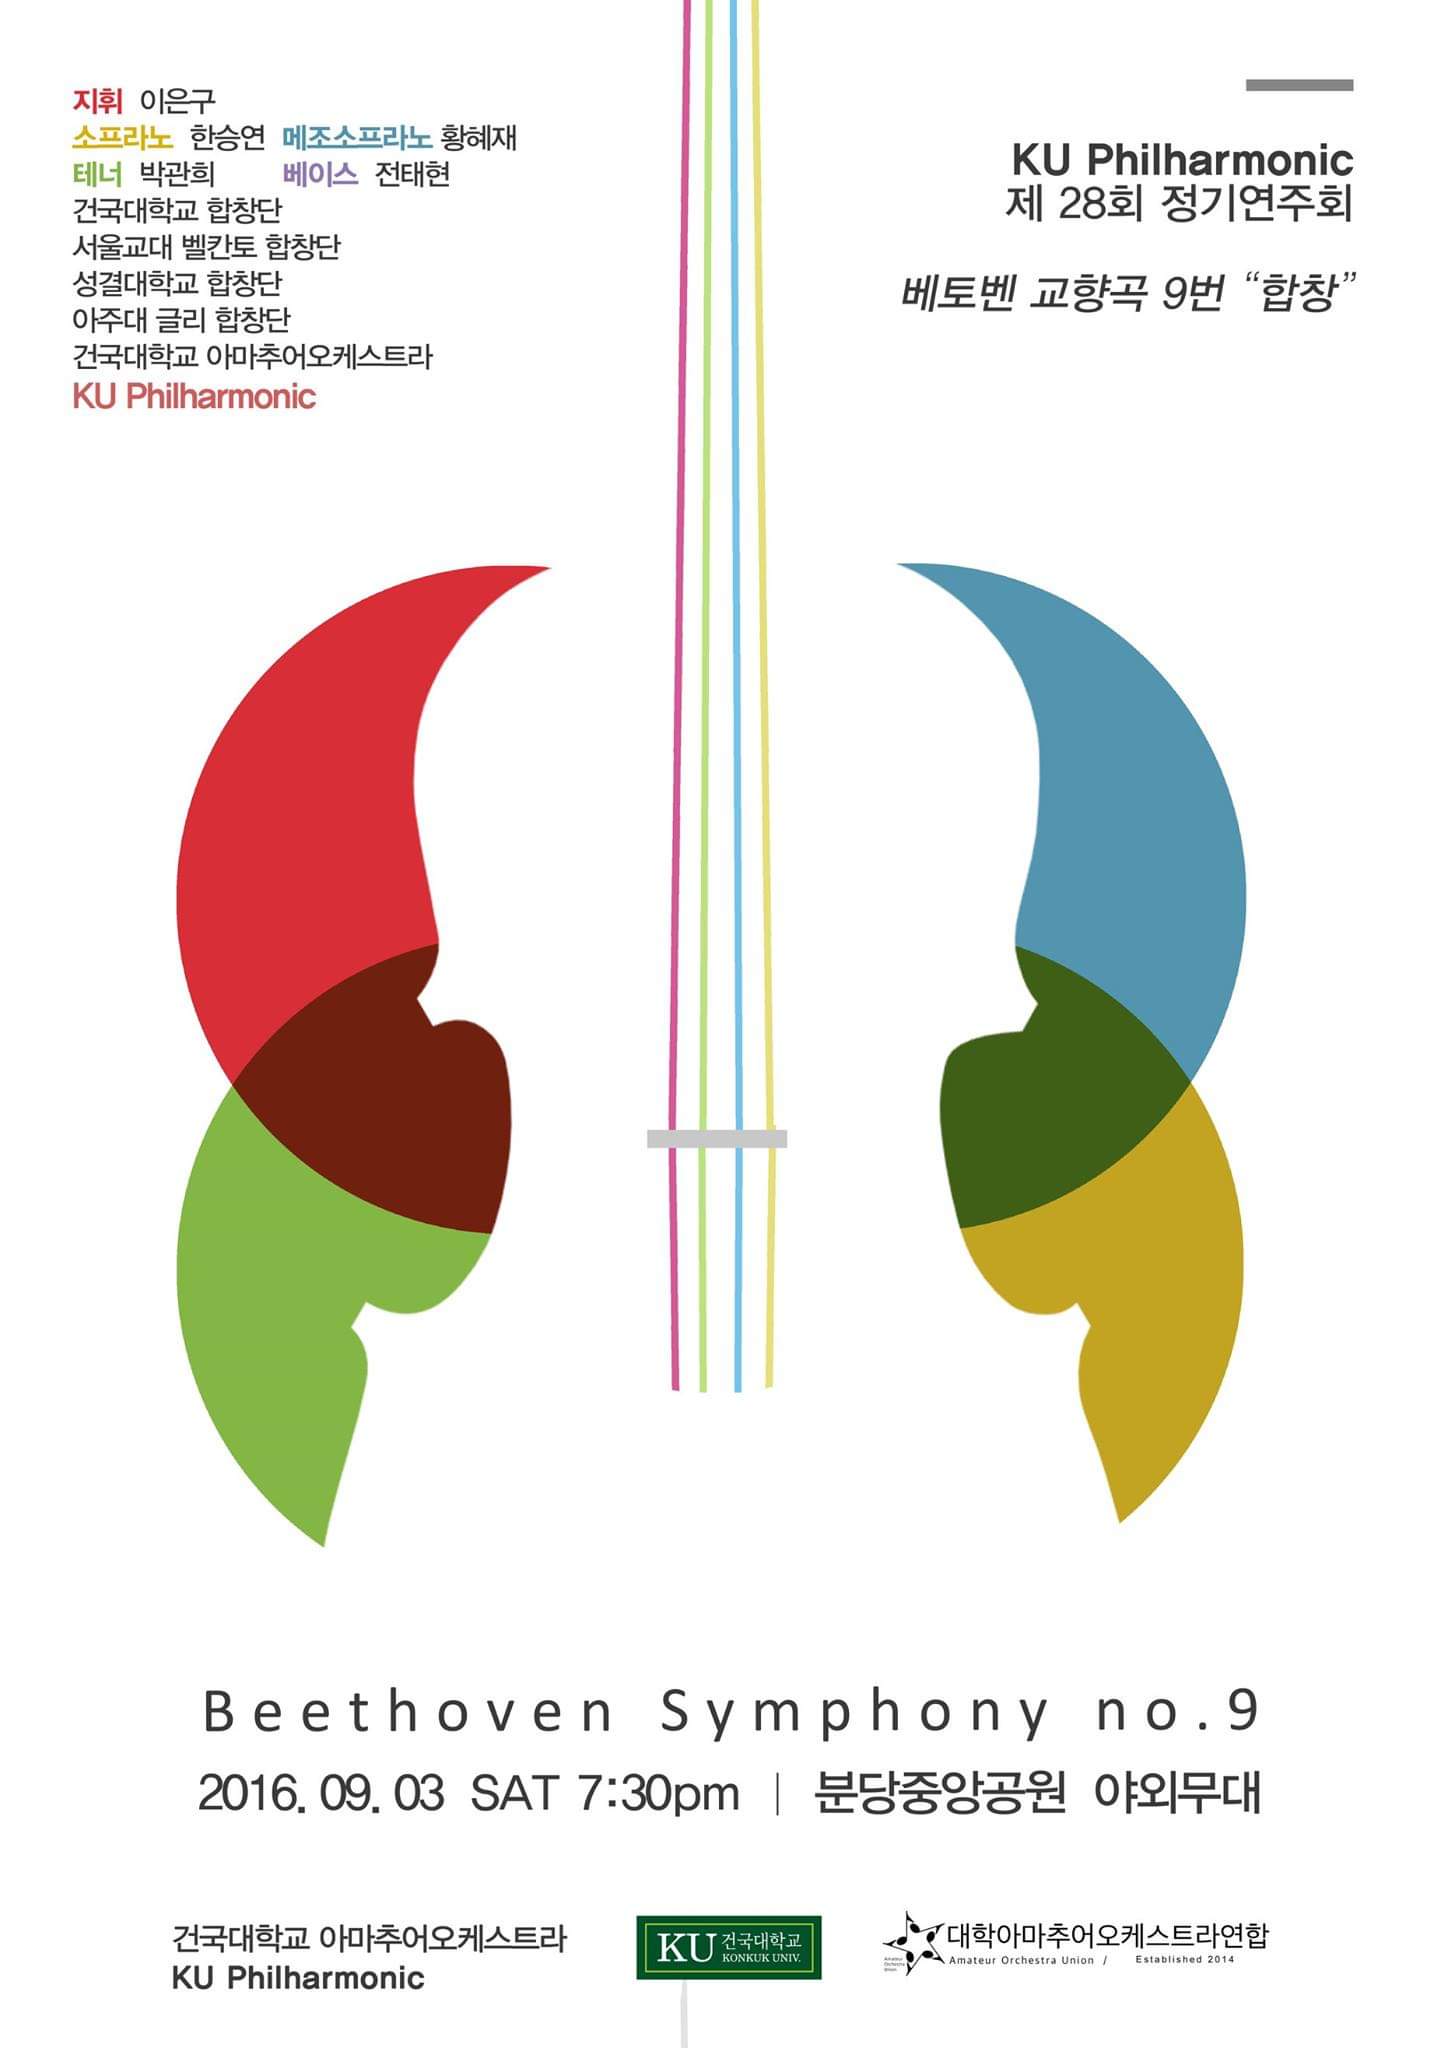 지휘 이은구
소프라노 한승연 메조소프라노 황혜재
테너 박관희 베이스 전태현
건국대학교 합창단
서울교대 벨칸토 합창단
성결대학교 합창단
아주대 글리 합창단
건국대학교 아마추어오케스트라
KU Philharmonic
KU Philharmonic
제 28회 정기연주회
베토벤 교향곡 9번 “합창”
Beethoven Symphony no.9
2016. 09. 03 SAT 7:30pm | 분당중앙공원 야외무대
건국대학교 아마추어오케스트라
KU Philharmonic
KU 건국대학교
KONKUK UNIV.
Amateur
Orchestra
Union
대학아마추어오케스트라연합
Amateur Orchestra Union / Established 2014